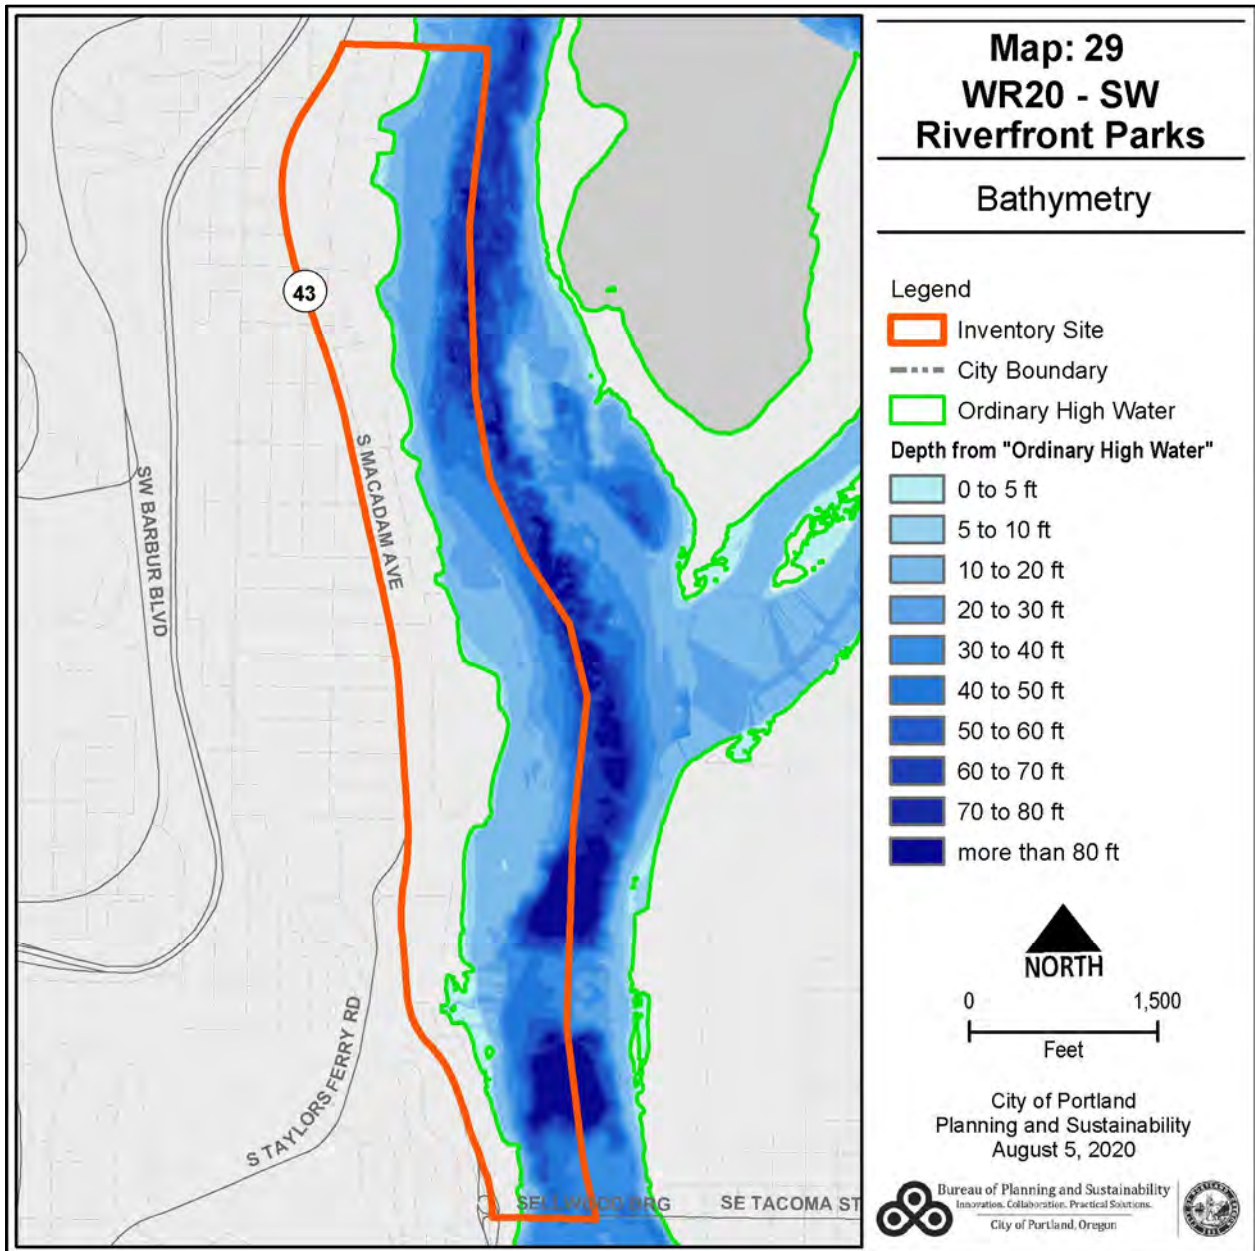 Map: 29
WR20 - SW
Riverfront Parks
Bathymetry
Legend
Inventory Site
City Boundary
Ordinary High Water
Depth from "Ordinary High Water"
0 to 5 ft
5 to 10 ft
10 to 20 ft
20 to 30 ft
30 to 40 ft
40 to 50 ft
50 to 60 ft
60 to 70 ft
70 to 80 ft
more than 80 ft
NORTH
0 1,500
Feet
City of Portland
Planning and Sustainability
August 5, 2020
Bureau of Planning and Sustainability
Innovation. Collaboration. Practical Solutions.
City of Portland, Oregon
43
S MACADAM AVE
SW BARBUR BLVD
S TAYLORS FERRY RD
SELLWOOD BRG
SE TACOMA ST